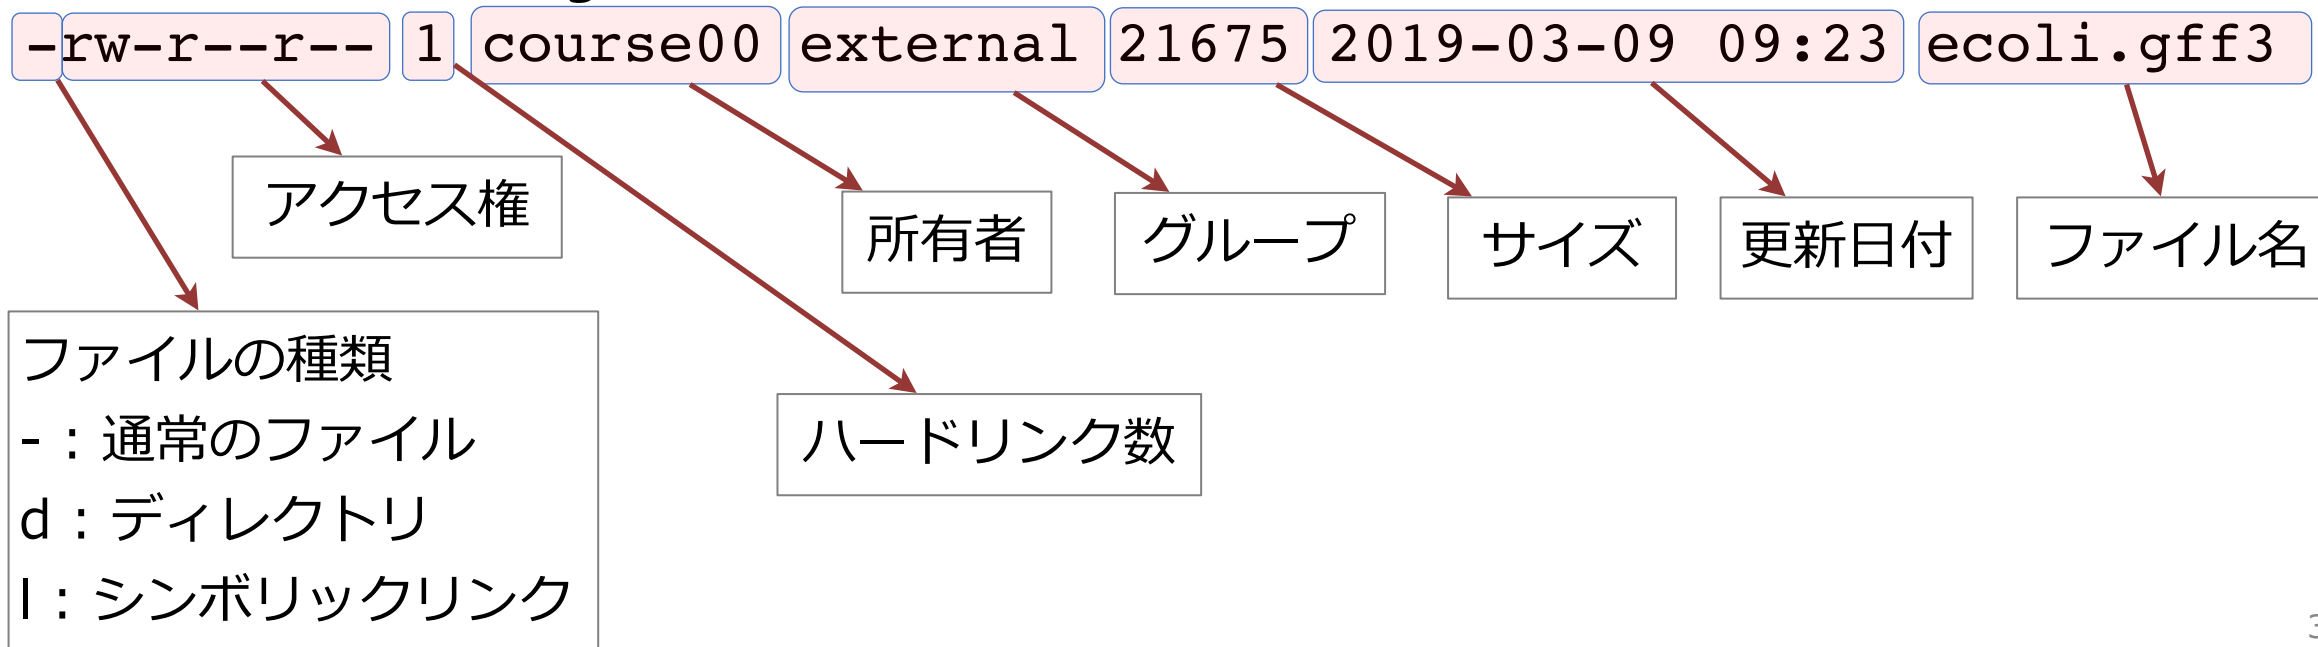 -rw-r--r-- 1 course00 external 21675 2019-03-09 09:23 ecoli.gff3
アクセス権
所有者
グループ
サイズ
更新日付
ファイル名
ファイルの種類
- : 通常のファイル
d : ディレクトリ
l : シンボリックリンク
ハードリンク数